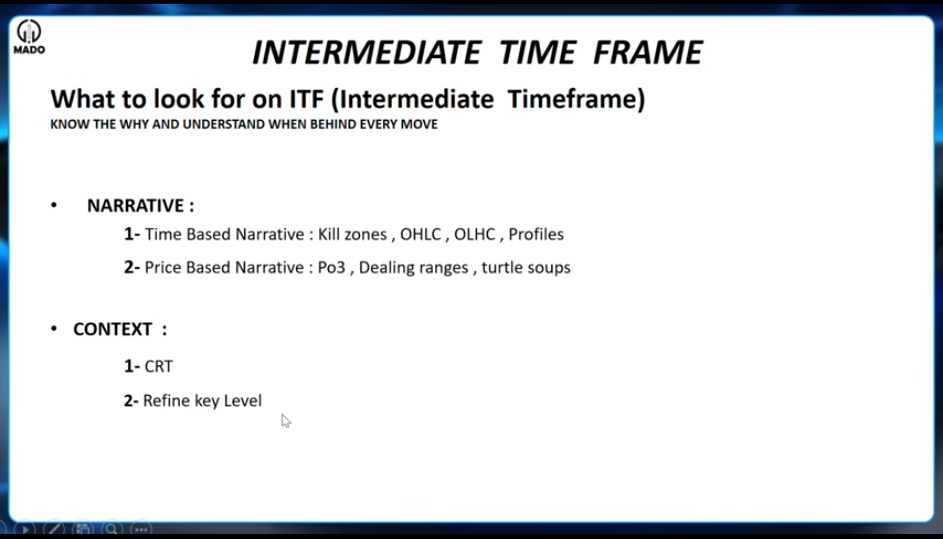 MADO
INTERMEDIATE TIME FRAME
What to look for on ITF (Intermediate Timeframe)
KNOW THE WHY AND UNDERSTAND WHEN BEHIND EVERY MOVE
• NARRATIVE :
1- Time Based Narrative : Kill zones , OHLC , OLHC , Profiles
2- Price Based Narrative : Po3 , Dealing ranges , turtle soups
• CONTEXT :
1- CRT
2- Refine key Level